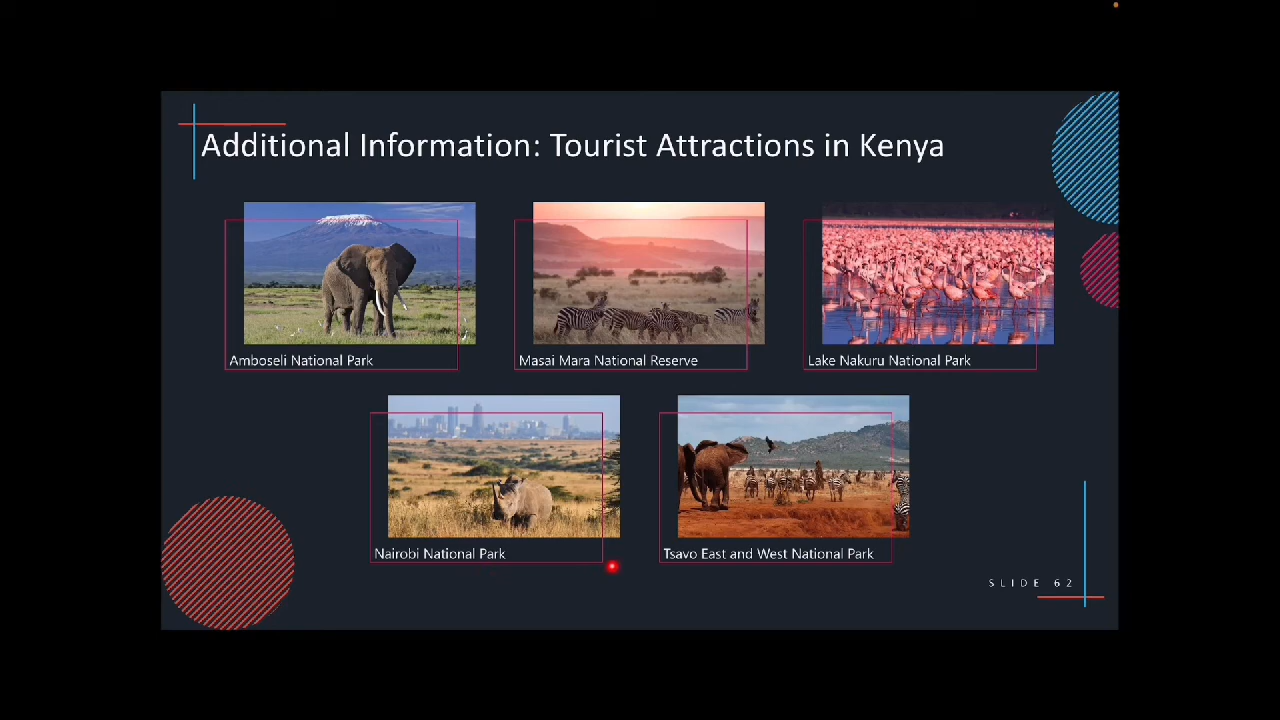 Additional Information: Tourist Attractions in Kenya
Amboseli National Park
Masai Mara National Reserve
Lake Nakuru National Park
Nairobi National Park
Tsavo East and West National Park
SLIDE 62